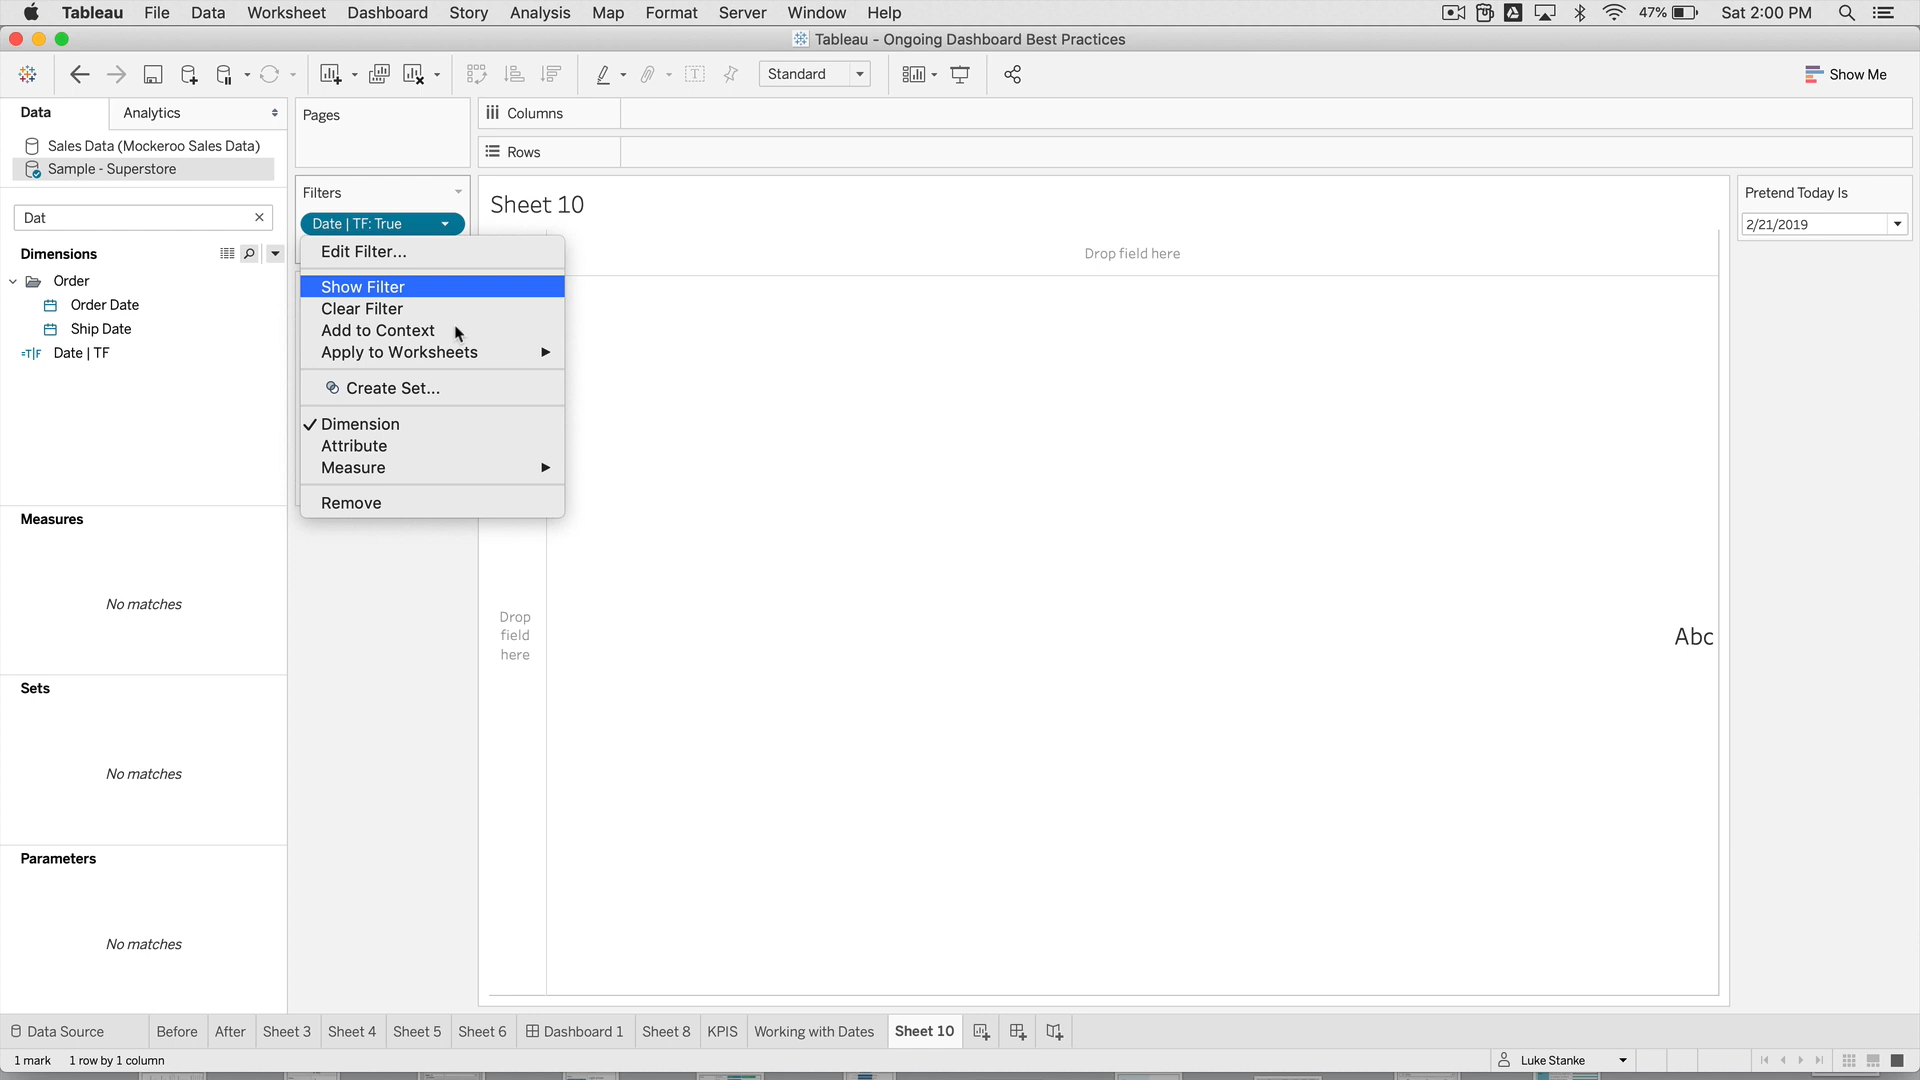 Tableau File Data Worksheet Dashboard Story Analysis Map Format Server Window Help 47% Sat 2:00 PM
Tableau - Ongoing Dashboard Best Practices
Standard
Show Me
Data Analytics
Sales Data (Mockeroo Sales Data)
Sample - Superstore
Dat
Dimensions
Order
Order Date
Ship Date
=T|F Date | TF
Measures
No matches
Sets
No matches
Parameters
No matches
Pages
Filters
Date | TF: True
Edit Filter...
Show Filter
Clear Filter
Add to Context
Apply to Worksheets
Create Set...
Dimension
Attribute
Measure
Remove
Columns
Rows
Sheet 10
Drop field here
Drop
field
here
Abc
Pretend Today Is
2/21/2019
Data Source Before After Sheet 3 Sheet 4 Sheet 5 Sheet 6 Dashboard 1 Sheet 8 KPIS Working with Dates Sheet 10
1 mark 1 row by 1 column Luke Stanke